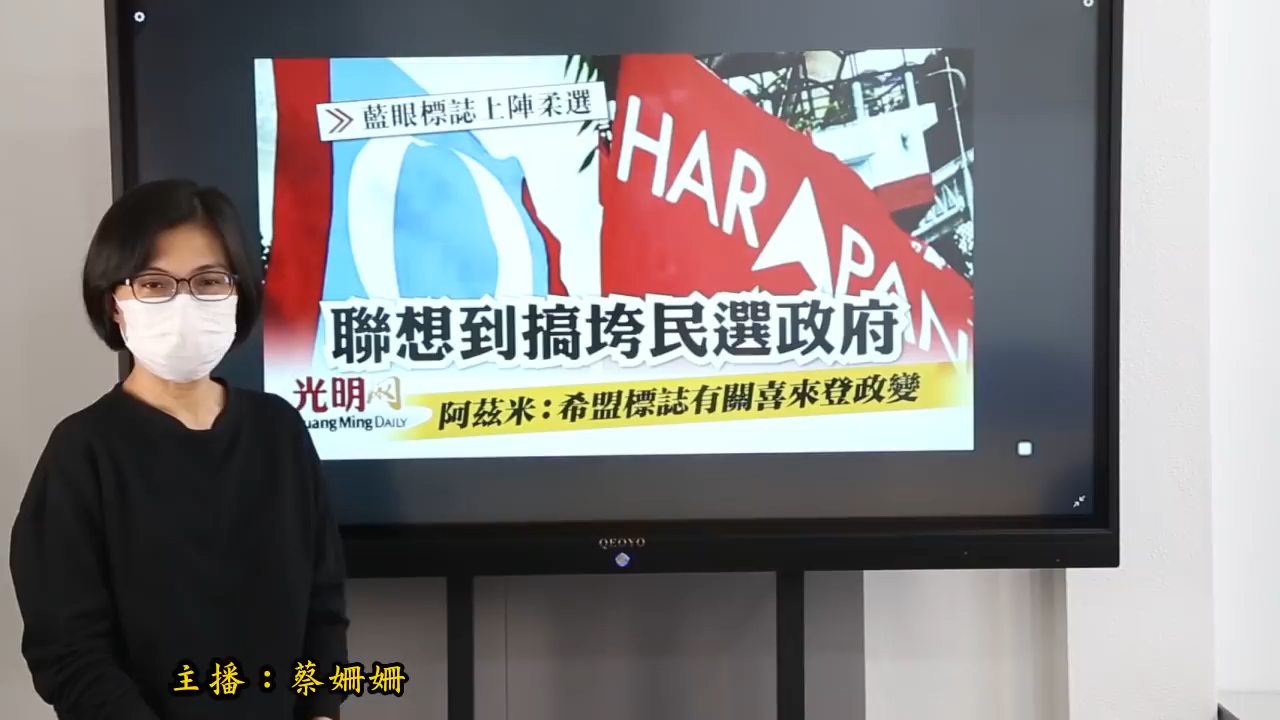 藍眼標誌上陣柔選
HARAPAN
聯想到搞垮民選政府
光明网
uang Ming DAILY
阿茲米：希盟標誌有關喜來登政變
QEOYO
主播：蔡姍姍